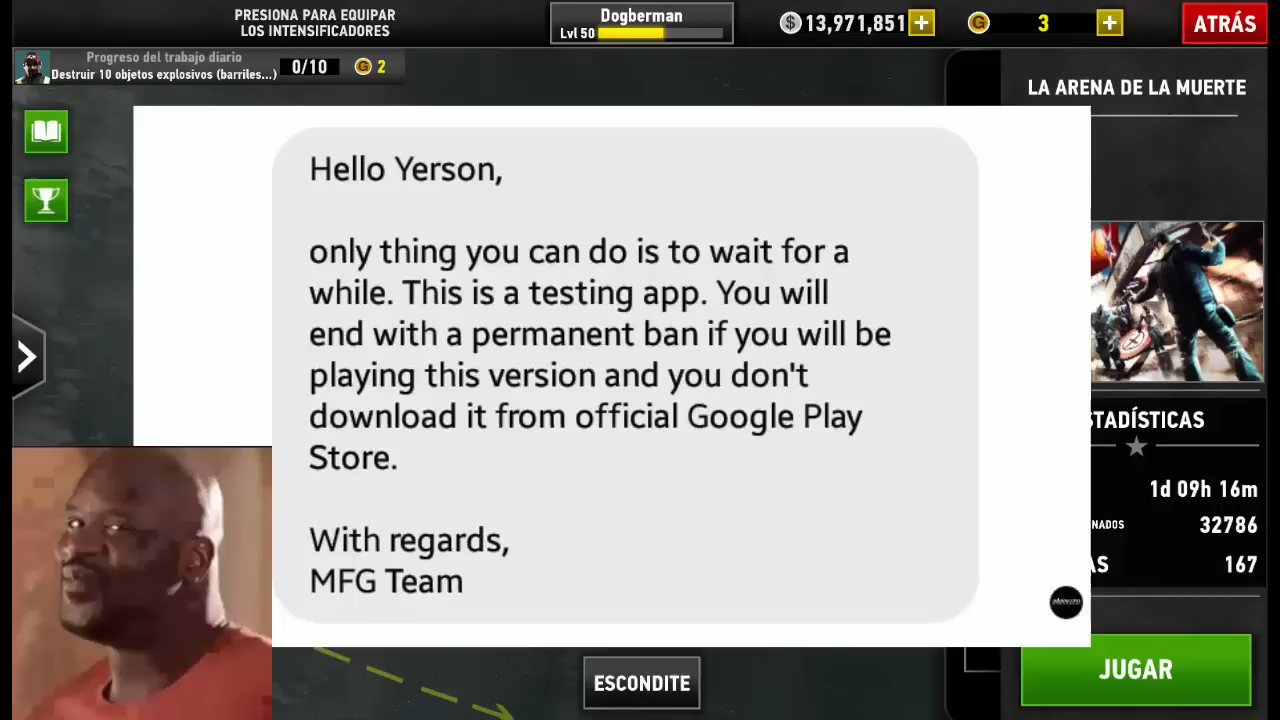 PRESIONA PARA EQUIPAR
LOS INTENSIFICADORES
Dogberman
Lvl 50
13,971,851
3
ATRÁS
Progreso del trabajo diario
Destruir 10 objetos explosivos (barriles...)
0/10
2
LA ARENA DE LA MUERTE
Hello Yerson,
only thing you can do is to wait for a
while. This is a testing app. You will
end with a permanent ban if you will be
playing this version and you don't
download it from official Google Play
Store.
With regards,
MFG Team
STADÍSTICAS
1d 09h 16m
NADOS
32786
AS
167
ESCONDITE
JUGAR